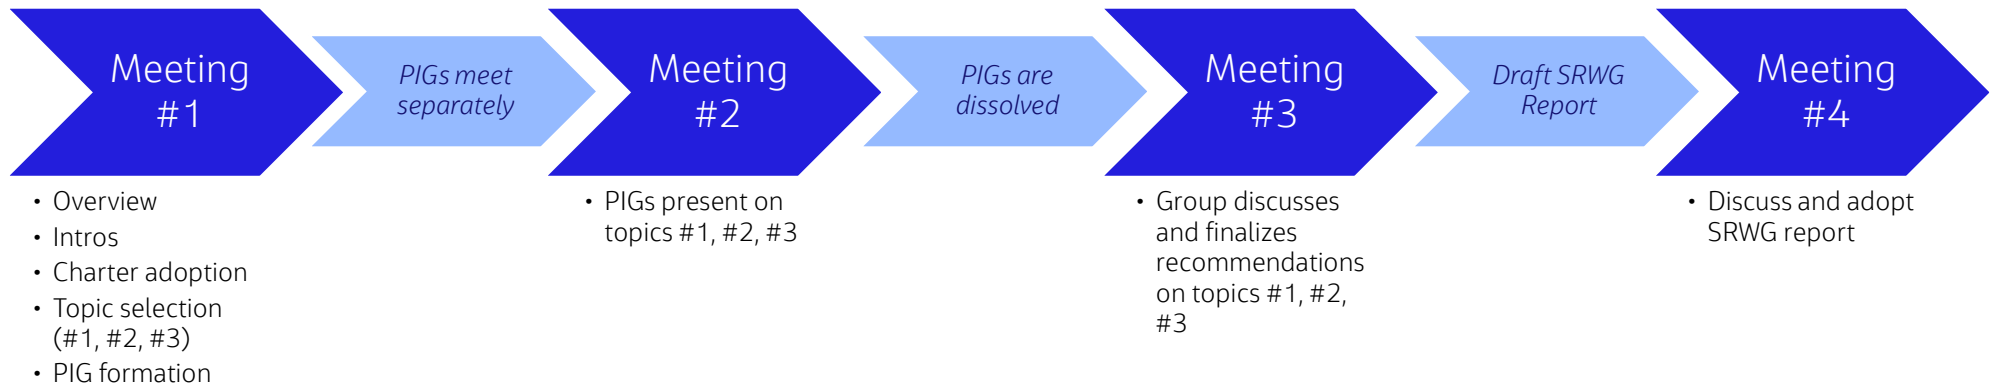 Meeting
#1
PIGs meet
separately
Meeting
#2
PIGs are
dissolved
Meeting
#3
Draft SRWG
Report
Meeting
#4
• Overview
• Intros
• Charter adoption
• Topic selection
(#1, #2, #3)
• PIG formation
• PIGs present on
topics #1, #2, #3
• Group discusses
and finalizes
recommendations
on topics #1, #2,
#3
• Discuss and adopt
SRWG report